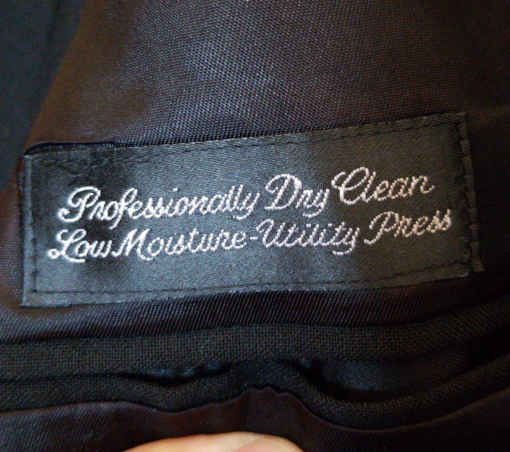 Professionally Dry Clean
Low Moisture-Utility Press